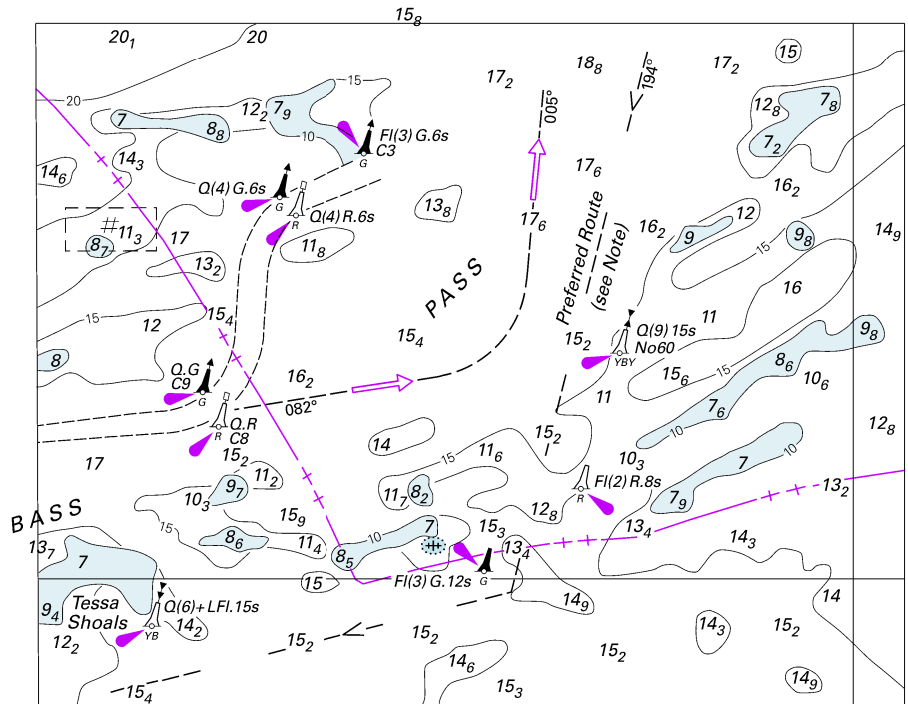 15₈
20₁ 20
17₂ 18₈ 17₂ 15
15
194°
20
7 8₈ 12₂ 7₉ 10
005°
12₈ 7₈
7₂
Fl(3) G.6s
C3
G
14₆ 14₃
17₆
16₂
Q(4) G.6s
G
Q(4) R.6s
R
13₈
17₆
# 11₃
8₇
17
13₂
11₈
16₂ 9 12 9₈ 14₉
15
Preferred Route
(see Note)
PASS
16
15 12 15₄
15₄
11
15₂
Q(9) 15s
No60
YBY
8
9₈
8₆
15 15₆ 10₆
Q.G
C9
G
16₂
082°
11
7₆
Q.R
C8
R
14
15₂
12₈
10
17
15₂
11₂
15 11₆
10₃
7 10
10₃ 9₇
11₇ 8₂
Fl(2) R.8s
R
7₉
13₂
BASS
15₉
12₈
15
8₆ 11₄
8₅ 10 7
15₃
13₄
13₄
14₃
13₇ 7
15
Fl(3) G.12s
G
9₄
Tessa
Shoals
Q(6)+LFl.15s
YB
14₂
14₉
14
12₂
15₂ 15₂ 15₂ 14₃ 15₂
14₆
15₄
15₃
14₉